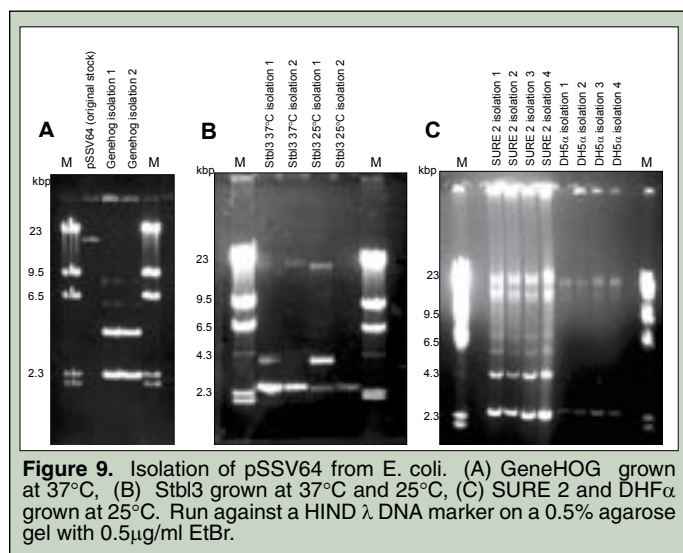 A
M
pSSV64 (original stock)
Genehog isolation 1
Genehog isolation 2
M
kbp
23
9.5
6.5
2.3
B
M
Stbl3 37°C isolation 1
Stbl3 37°C isolation 2
Stbl3 25°C isolation 1
Stbl3 25°C isolation 2
M
kbp
23
9.5
6.5
4.3
2.3
C
M
SURE 2 isolation 1
SURE 2 isolation 2
SURE 2 isolation 3
SURE 2 isolation 4
DH5α isolation 1
DH5α isolation 2
DH5α isolation 3
DH5α isolation 4
M
kbp
23
9.5
6.5
4.3
2.3
Figure 9. Isolation of pSSV64 from E. coli. (A) GeneHOG grown
at 37°C, (B) Stbl3 grown at 37°C and 25°C, (C) SURE 2 and DHFα
grown at 25°C. Run against a HIND λ DNA marker on a 0.5% agarose
gel with 0.5μg/ml EtBr.